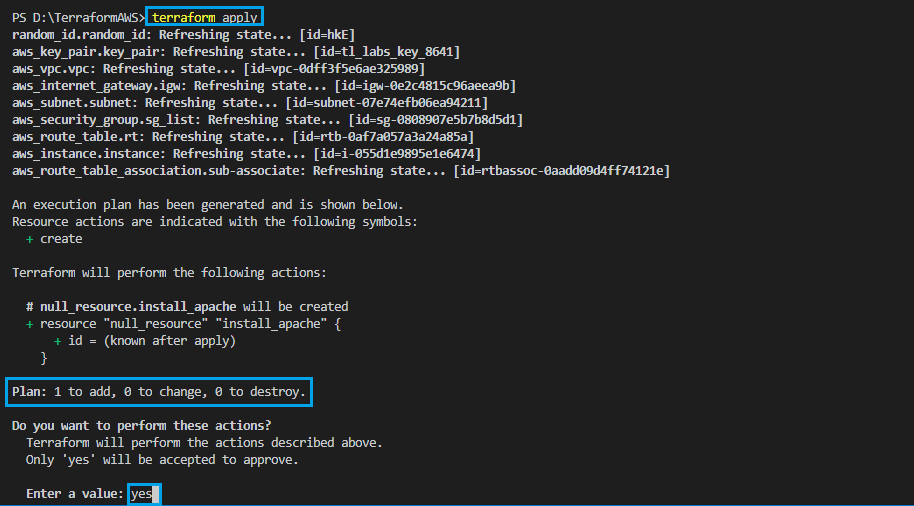 PS D:\TerraformAWS> terraform apply
random_id.random_id: Refreshing state... [id=hkE]
aws_key_pair.key_pair: Refreshing state... [id=tl_labs_key_8641]
aws_vpc.vpc: Refreshing state... [id=vpc-0dff3f5e6ae325989]
aws_internet_gateway.igw: Refreshing state... [id=igw-0e2c4815c96aeea9b]
aws_subnet.subnet: Refreshing state... [id=subnet-07e74efb06ea94211]
aws_security_group.sg_list: Refreshing state... [id=sg-0808907e5b7b8d5d1]
aws_route_table.rt: Refreshing state... [id=rtb-0af7a057a3a24a85a]
aws_instance.instance: Refreshing state... [id=i-055d1e9895e1e6474]
aws_route_table_association.sub-associate: Refreshing state... [id=rtbassoc-0aadd09d4ff74121e]
An execution plan has been generated and is shown below.
Resource actions are indicated with the following symbols:
+ create
Terraform will perform the following actions:
# null_resource.install_apache will be created
+ resource "null_resource" "install_apache" {
+ id = (known after apply)
}
Plan: 1 to add, 0 to change, 0 to destroy.
Do you want to perform these actions?
Terraform will perform the actions described above.
Only 'yes' will be accepted to approve.
Enter a value: yes